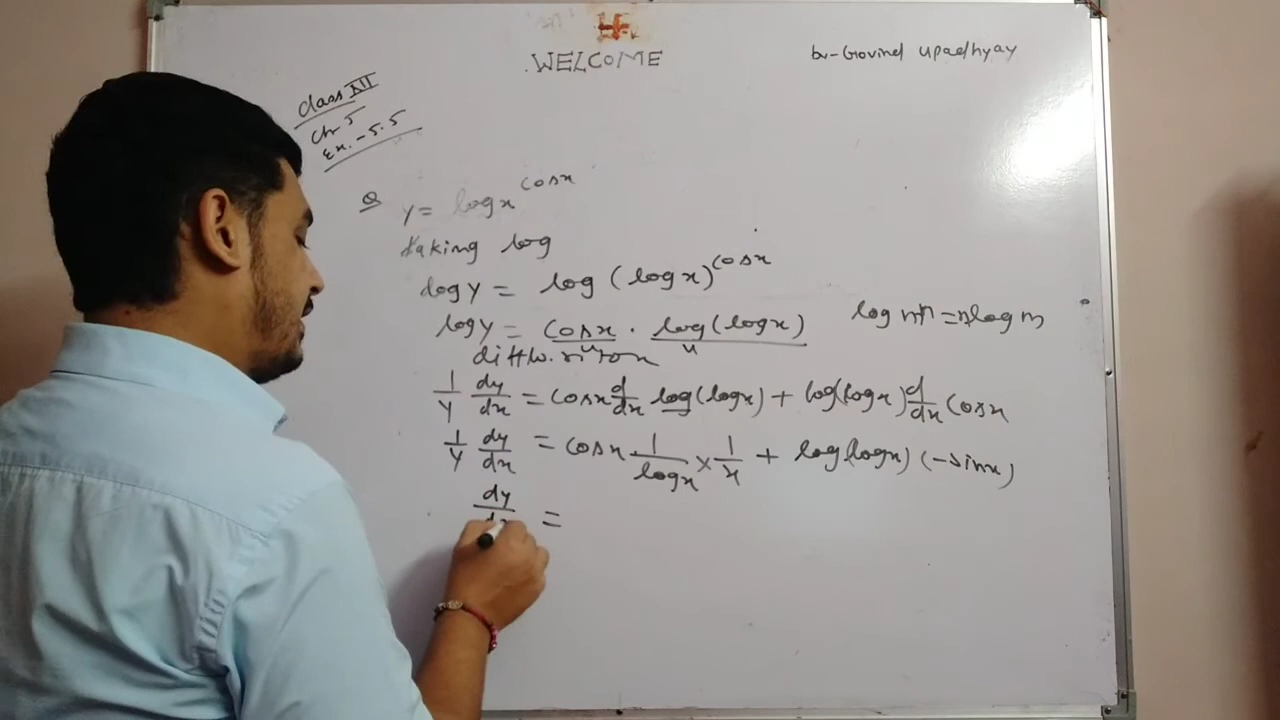 WELCOME
by-Govind Upadhyay
Class XII
Ch 5
Ex.-5.5
Q y = logx^cosx
taking log
log y = log (logx)^cosx
log y = cosx . log(logx)
log m^n = n log m
u
diff w. r. to x
1/y dy/dx = cosx d/dx log(logx) + log(logx) d/dx cosx
1/y dy/dx = cosx . 1/logx × 1/x + log(logx) (-sinx)
dy/dx =